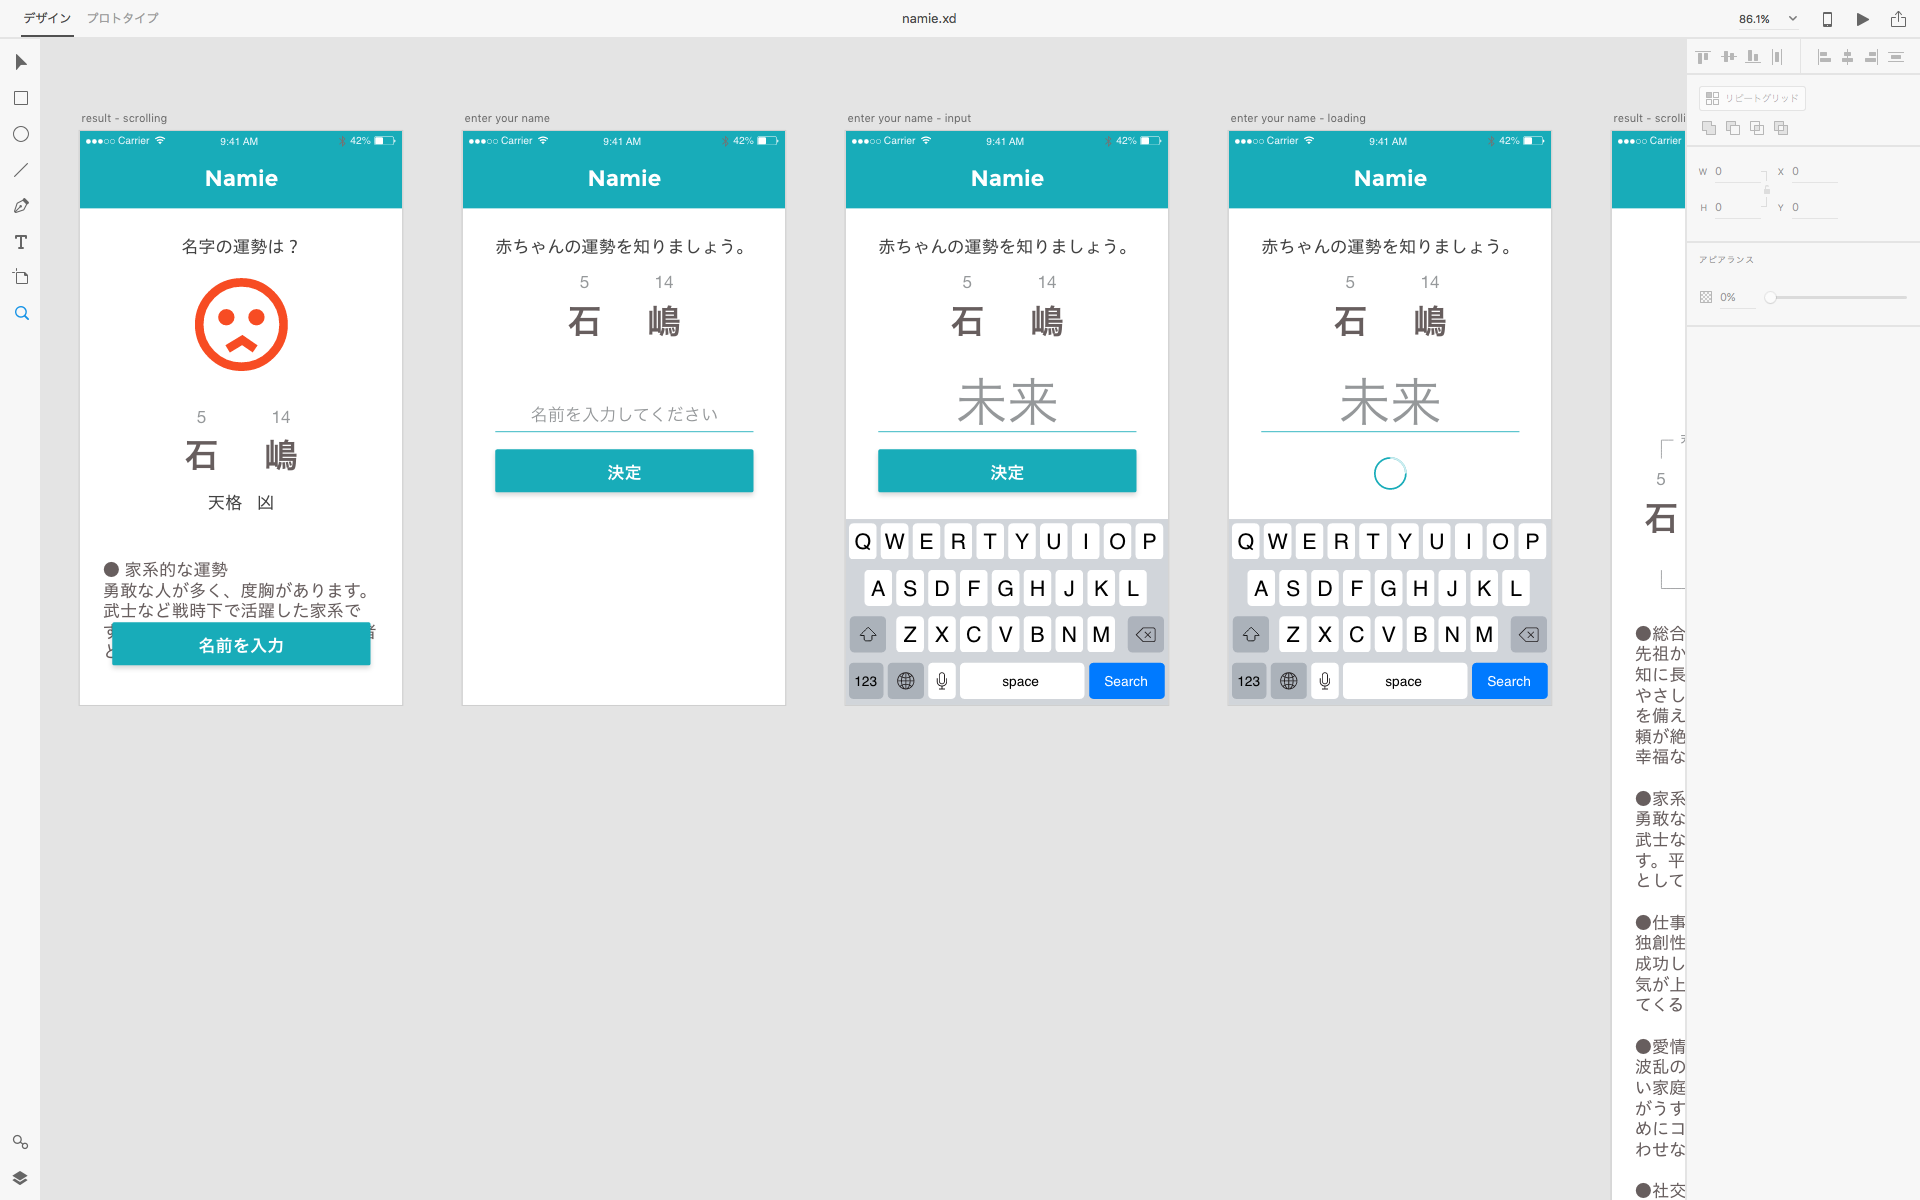 デザイン
プロトタイプ
namie.xd
86.1%
result - scrolling
Carrier
9:41 AM
42%
Namie
名字の運勢は？
5 14
石 嶋
天格 凶
● 家系的な運勢
勇敢な人が多く、度胸があります。
武士など戦時下で活躍した家系で
す
者
と
名前を入力
enter your name
Carrier
9:41 AM
42%
Namie
赤ちゃんの運勢を知りましょう。
5 14
石 嶋
名前を入力してください
決定
enter your name - input
Carrier
9:41 AM
42%
Namie
赤ちゃんの運勢を知りましょう。
5 14
石 嶋
未来
決定
Q W E R T Y U I O P
A S D F G H J K L
Z X C V B N M
123 space Search
enter your name - loading
Carrier
9:41 AM
42%
Namie
赤ちゃんの運勢を知りましょう。
5 14
石 嶋
未来
Q W E R T Y U I O P
A S D F G H J K L
Z X C V B N M
123 space Search
result - scrolli
Carrier
5
石
●総合
先祖か
知に長
やさし
を備え
頼が絶
幸福な
●家系
勇敢な
武士な
す。平
として
●仕事
独創性
成功し
気が上
てくる
●愛情
波乱の
い家庭
がうす
めにコ
わせな
●社交
リピートグリッド
W 0 X 0
H 0 Y 0
アピアランス
0%